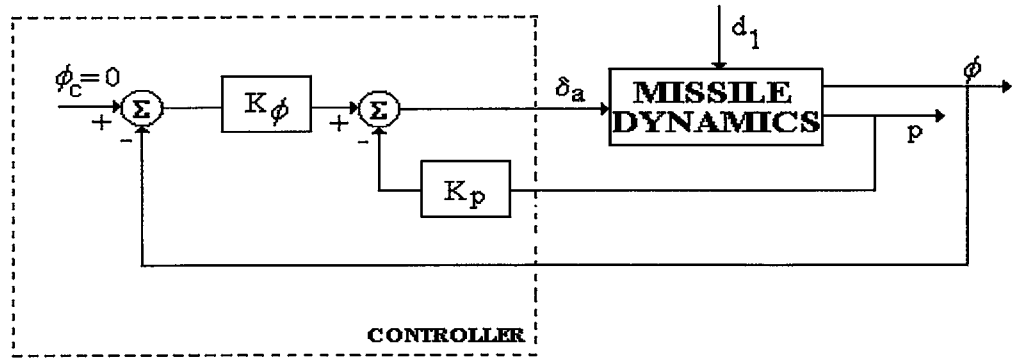 d₁
ϕc=0
+
-
Σ
Kϕ
+
-
Σ
δa
MISSILE
DYNAMICS
ϕ
p
Kp
CONTROLLER